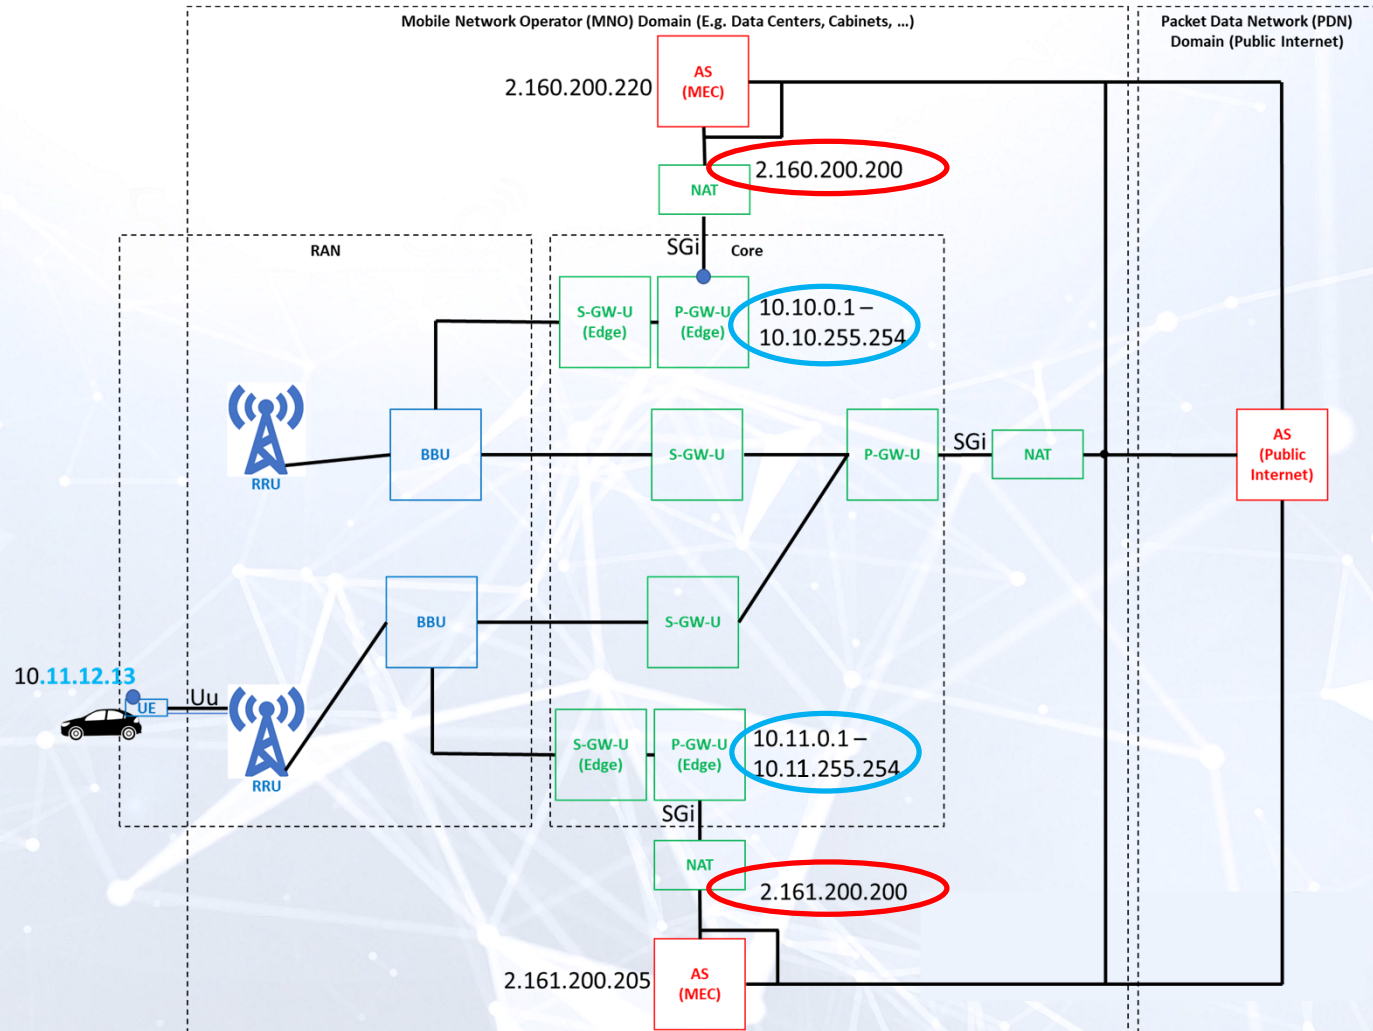 Mobile Network Operator (MNO) Domain (E.g. Data Centers, Cabinets, ...)
Packet Data Network (PDN)
Domain (Public Internet)
AS
(MEC)
2.160.200.220
2.160.200.200
NAT
RAN
SGi
Core
S-GW-U
(Edge)
P-GW-U
(Edge)
10.10.0.1 –
10.10.255.254
RRU
BBU
S-GW-U
P-GW-U
SGi
NAT
AS
(Public
Internet)
BBU
S-GW-U
10.11.12.13
UE
Uu
RRU
S-GW-U
(Edge)
P-GW-U
(Edge)
10.11.0.1 –
10.11.255.254
SGi
NAT
2.161.200.200
2.161.200.205
AS
(MEC)